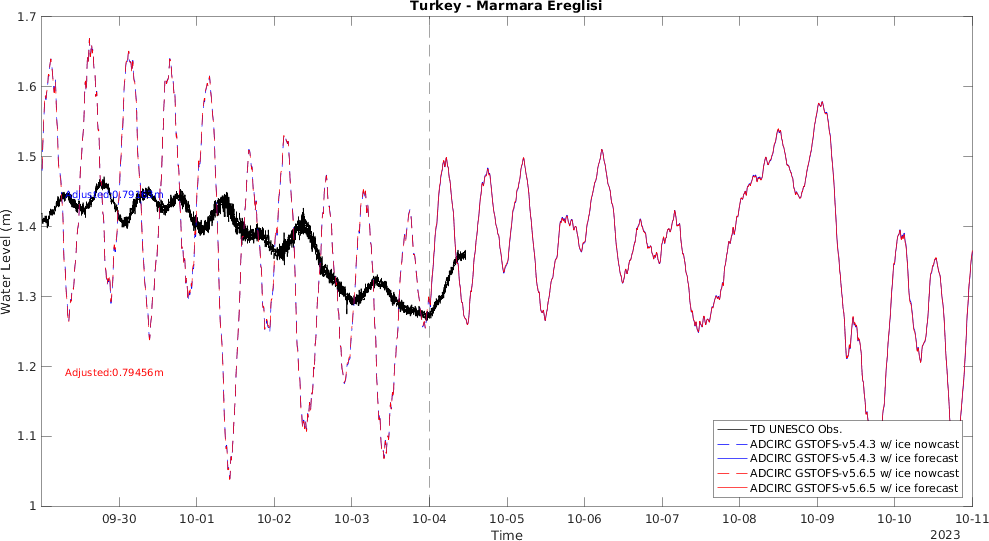 Turkey - Marmara Ereglisi
1.7
1.6
1.5
1.4
1.3
1.2
1.1
1
Water Level (m)
Adjusted:0.79456m
TD UNESCO Obs.
ADCIRC GSTOFS-v5.4.3 w/ ice nowcast
ADCIRC GSTOFS-v5.4.3 w/ ice forecast
ADCIRC GSTOFS-v5.6.5 w/ ice nowcast
ADCIRC GSTOFS-v5.6.5 w/ ice forecast
09-30 10-01 10-02 10-03 10-04 10-05 10-06 10-07 10-08 10-09 10-10 10-11
Time
2023